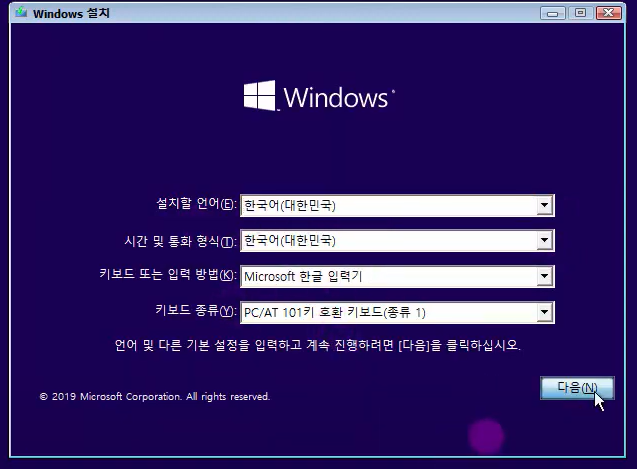 Windows 설치
Windows
설치할 언어(E): 한국어(대한민국)
시간 및 통화 형식(T): 한국어(대한민국)
키보드 또는 입력 방법(K): Microsoft 한글 입력기
키보드 종류(Y): PC/AT 101키 호환 키보드(종류 1)
언어 및 다른 기본 설정을 입력하고 계속 진행하려면 [다음]을 클릭하십시오.
다음(N)
© 2019 Microsoft Corporation. All rights reserved.